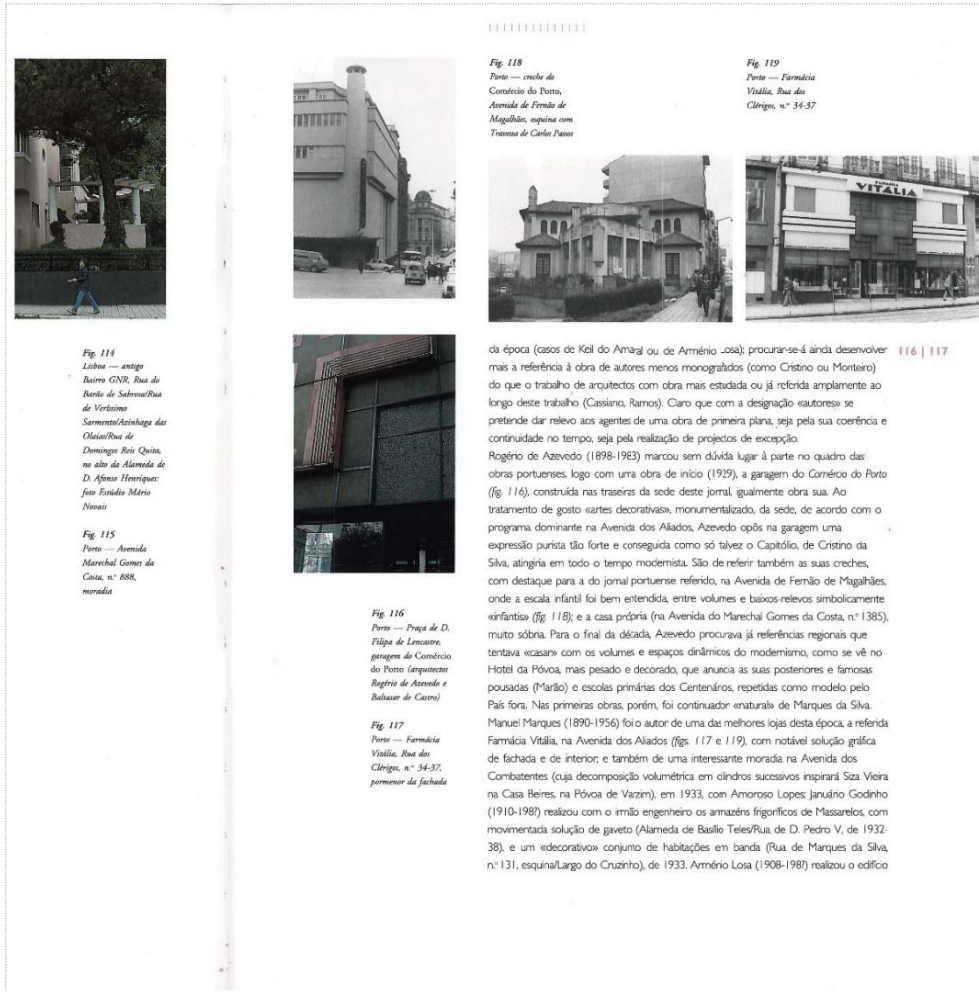 Fig. 118
Porto — creche do
Comércio do Porto,
Avenida de Fernão de
Magalhães, esquina com
Travessa de Carlos Passos
Fig. 119
Porto — Farmácia
Vitália, Rua dos
Clérigos, n.º 34-37
FARMACIA
VITÁLIA
Fig. 114
Lisboa — antigo
Bairro GNR, Rua do
Barão de Sabrosa/Rua
de Veríssimo
Sarmento/Azinhaga das
Olaias/Rua de
Domingos Reis Quita,
no alto da Alameda de
D. Afonso Henriques:
foto Estúdio Mário
Novais
Fig. 115
Porto — Avenida
Marechal Gomes da
Costa, n.º 888,
moradia
Fig. 116
Porto — Praça de D.
Filipa de Lencastre,
garagem do Comércio
do Porto (arquitectos
Rogério de Azevedo e
Baltasar de Castro)
Fig. 117
Porto — Farmácia
Vitália, Rua dos
Clérigos, n.º 34-37,
pormenor da fachada
116 | 117
da época (casos de Keil do Amaral ou de Arménio Losa); procurar-se-á ainda desenvolver
mais a referência à obra de autores menos monografados (como Cristino ou Monteiro)
do que o trabalho de arquitectos com obra mais estudada ou já referida amplamente ao
longo deste trabalho (Cassiano, Ramos). Claro que com a designação «autores» se
pretende dar relevo aos agentes de uma obra de primeira plana, seja pela sua coerência e
continuidade no tempo, seja pela realização de projectos de excepção.
Rogério de Azevedo (1898-1983) marcou sem dúvida lugar à parte no quadro das
obras portuenses, logo com uma obra de início (1929), a garagem do Comércio do Porto
(fig. 116), construída nas traseiras da sede deste jornal, igualmente obra sua. Ao
tratamento de gosto «artes decorativas», monumentalizado, da sede, de acordo com o
programa dominante na Avenida dos Aliados, Azevedo opôs na garagem uma
expressão purista tão forte e conseguida como só talvez o Capitólio, de Cristino da
Silva, atingiria em todo o tempo modernista. São de referir também as suas creches,
com destaque para a do jornal portuense referido, na Avenida de Fernão de Magalhães,
onde a escala infantil foi bem entendida, entre volumes e baixos-relevos simbolicamente
«infantis» (fig. 118); e a casa própria (na Avenida do Marechal Gomes da Costa, n.º 1385),
muito sóbria. Para o final da década, Azevedo procurava já referências regionais que
tentava «casar» com os volumes e espaços dinâmicos do modernismo, como se vê no
Hotel da Póvoa, mais pesado e decorado, que anuncia as suas posteriores e famosas
pousadas (Marão) e escolas primárias dos Centenários, repetidas como modelo pelo
País fora. Nas primeiras obras, porém, foi continuador «natural» de Marques da Silva.
Manuel Marques (1890-1956) foi o autor de uma das melhores lojas desta época, a referida
Farmácia Vitália, na Avenida dos Aliados (figs. 117 e 119), com notável solução gráfica
de fachada e de interior; e também de uma interessante moradia na Avenida dos
Combatentes (cuja decomposição volumétrica em cilindros sucessivos inspirará Siza Vieira
na Casa Beires, na Póvoa de Varzim), em 1933, com Amoroso Lopes; Januário Godinho
(1910-198?) realizou com o irmão engenheiro os armazéns frigoríficos de Massarelos, com
movimentada solução de gaveto (Alameda de Basílio Teles/Rua de D. Pedro V, de 1932-
38), e um «decorativo» conjunto de habitações em banda (Rua de Marques da Silva,
n.º 131, esquina/Largo do Cruzinho), de 1933. Arménio Losa (1908-198?) realizou o edifício